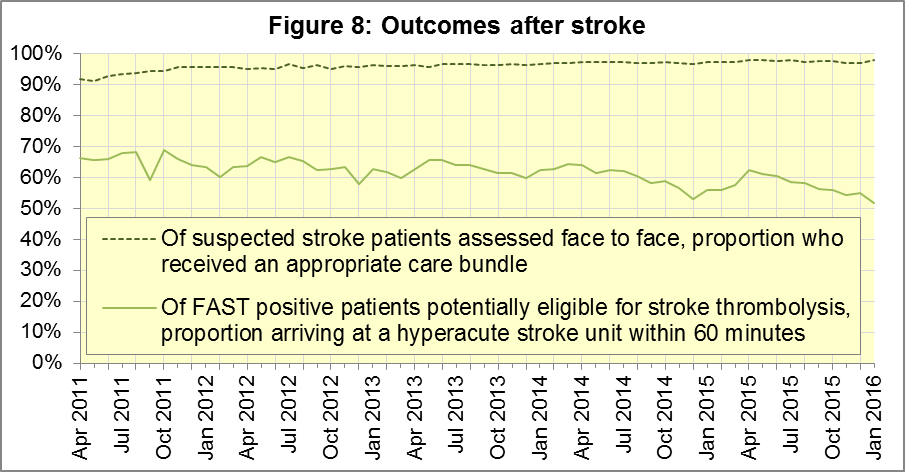 Figure 8: Outcomes after stroke
100%
90%
80%
70%
60%
50%
40%
30%
20%
10%
0%
Of suspected stroke patients assessed face to face, proportion who
received an appropriate care bundle
Of FAST positive patients potentially eligible for stroke thrombolysis,
proportion arriving at a hyperacute stroke unit within 60 minutes
Apr 2011
Jul 2011
Oct 2011
Jan 2012
Apr 2012
Jul 2012
Oct 2012
Jan 2013
Apr 2013
Jul 2013
Oct 2013
Jan 2014
Apr 2014
Jul 2014
Oct 2014
Jan 2015
Apr 2015
Jul 2015
Oct 2015
Jan 2016